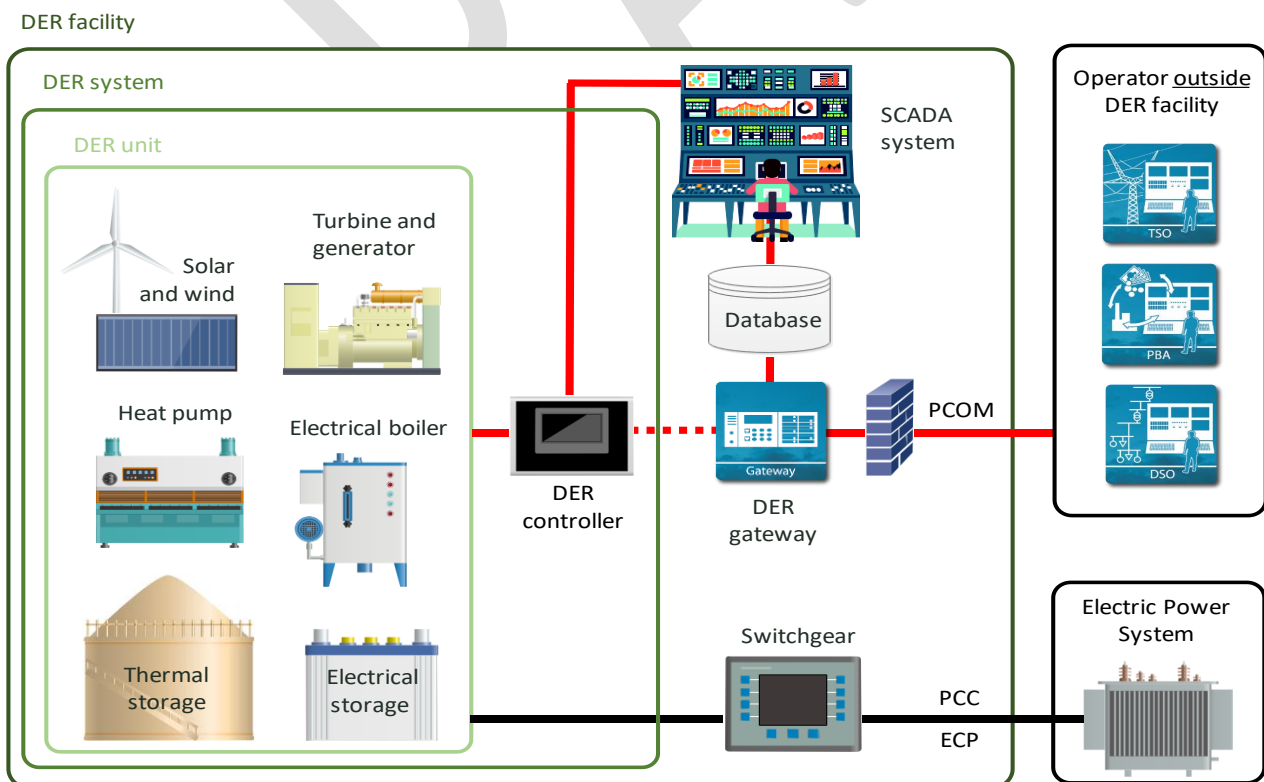 DER facility
DER system
DER unit
Solar
and wind
Turbine and
generator
Heat pump
Electrical boiler
Thermal
storage
Electrical
storage
DER
controller
SCADA
system
Database
Gateway
DER
gateway
PCOM
Switchgear
PCC
ECP
Operator outside
DER facility
TSO
PBA
DSO
Electric Power
System